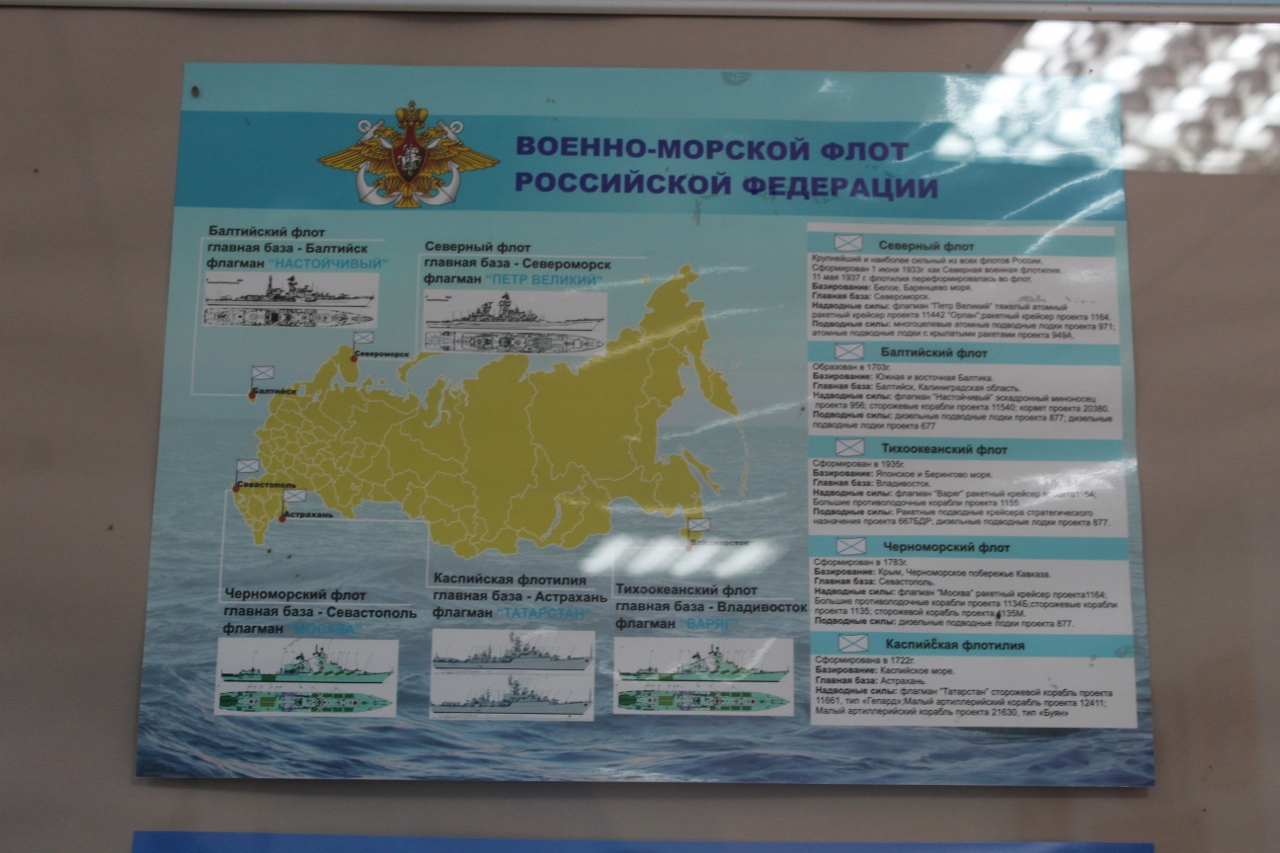 ВОЕННО-МОРСКОЙ ФЛОТ
РОССИЙСКОЙ ФЕДЕРАЦИИ
Балтийский флот
главная база - Балтийск
флагман "НАСТОЙЧИВЫЙ"
Северный флот
главная база - Североморск
флагман "ПЕТР ВЕЛИКИЙ"
Североморск
Балтийск
Севастополь
Астрахань
Владивосток
Черноморский флот
главная база - Севастополь
флагман "МОСКВА"
Каспийская флотилия
главная база - Астрахань
флагман "ТАТАРСТАН"
Тихоокеанский флот
главная база - Владивосток
флагман "ВАРЯГ"
Северный флот
Крупнейший и наиболее сильный из всех флотов России.
Сформирован 1 июня 1933г. как Северная военная флотилия.
11 мая 1937 г. флотилия переформировалась во флот.
Базирование: Белое, Баренцево моря.
Главная база: Североморск.
Надводные силы: флагман "Петр Великий" тяжелый атомный
ракетный крейсер проекта 11442 "Орлан";ракетный крейсер проекта 1164.
Подводные силы: многоцелевые атомные подводные лодки проекта 971;
атомные подводные лодки с крылатыми ракетами проекта 949А.
Балтийский флот
Образован в 1703г.
Базирование: Южная и восточная Балтика.
Главная база: Балтийск, Калиниградская область.
Надводные силы: флагман "Настойчивый" эскадронный миноносец
проекта 956; сторожевые корабли проекта 11540; корвет проекта 20380.
Подводные силы: дизельные подводные лодки проекта 877; дизельные
подводные лодки проекта 677
Тихоокеанский флот
Сформирован в 1935г.
Базирование: Японское и Берингово моря.
Главная база: Владивосток.
Надводные силы: флагман "Варяг" ракетный крейсер проекта1164;
Большие противолодочные корабли проекта 1155
Подводные силы: Ракетные подводные крейсера стратегического
назначения проекта 667БДР; дизельные подводные лодки проекта 877.
Черноморский флот
Сформирован в 1783г.
Базирование: Крым, Черноморское побережье Кавказа.
Главная база: Севастополь.
Надводные силы: флагман "Москва" ракетный крейсер проекта1164;
Большие противолодочные корабли проекта 1134Б;сторожевые корабли
проекта 1135; сторожевой корабль проекта 1135М.
Подводные силы: дизельные подводные лодки проекта 877.
Каспийская флотилия
Сформирована в 1722г.
Базирование: Каспийское море.
Главная база: Астрахань.
Надводные силы: флагман "Татарстан" сторожевой корабль проекта
11661, тип «Гепард»;Малый артиллерийский корабль проекта 12411;
Малый артиллерийский корабль проекта 21630, тип «Буян»